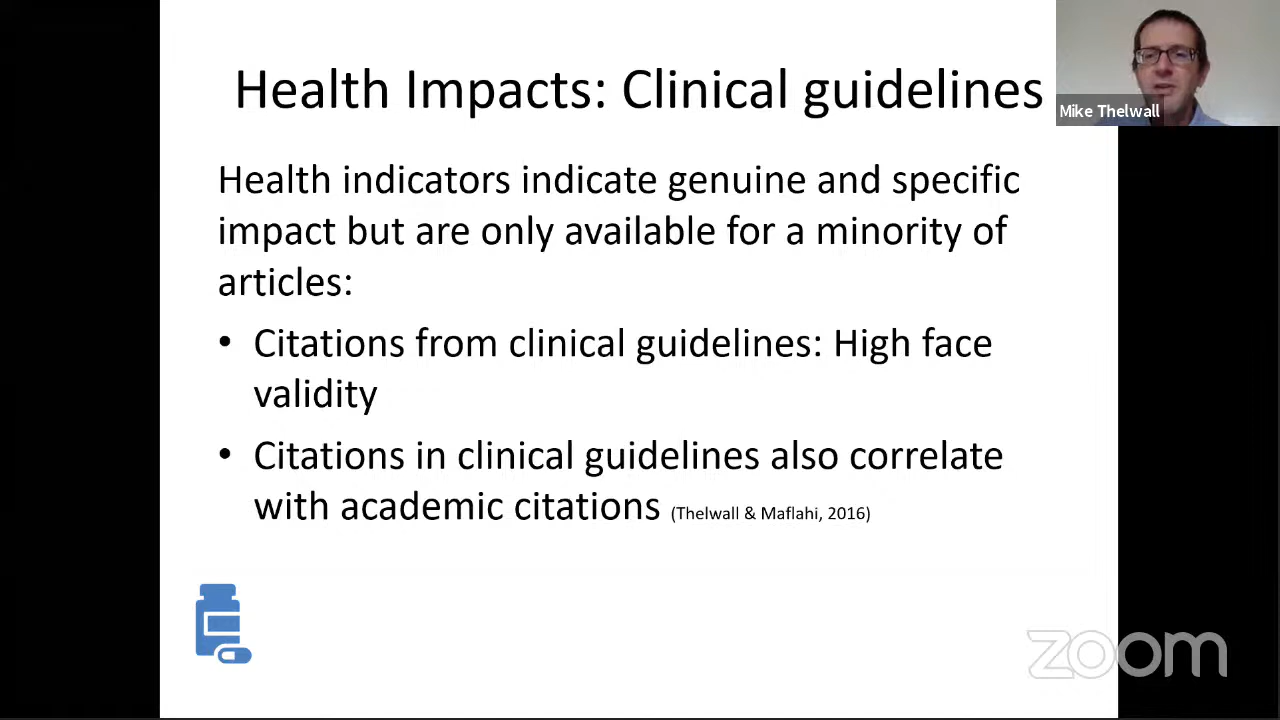 Health Impacts: Clinical guidelines
Mike Thelwall
Health indicators indicate genuine and specific
impact but are only available for a minority of
articles:
• Citations from clinical guidelines: High face
validity
• Citations in clinical guidelines also correlate
with academic citations (Thelwall & Maflahi, 2016)
zoom